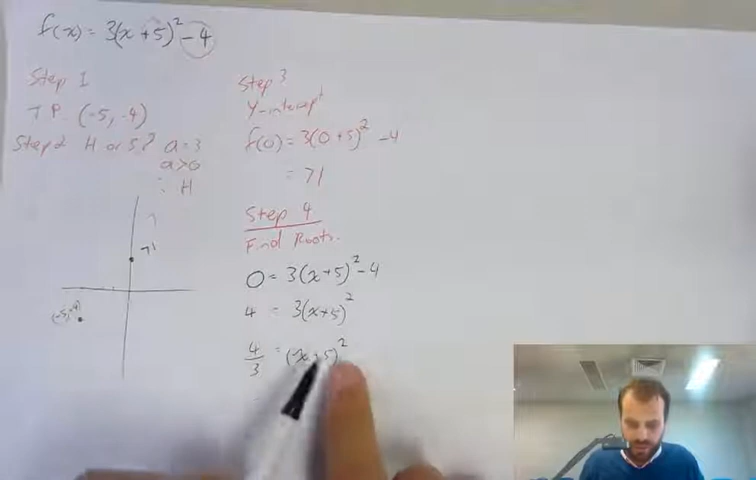 f(x) = 3(x+5)² - 4
Step 1
T P. (-5, -4)
Step 2 H or S? a = 3
a > 0
∴ H
71
(-5,-4)
Step 3
Y-intercept
f(0) = 3(0+5)² - 4
= 71
Step 4
Find Roots.
0 = 3(x+5)² - 4
4 = 3(x+5)²
4/3 = (x+5)²